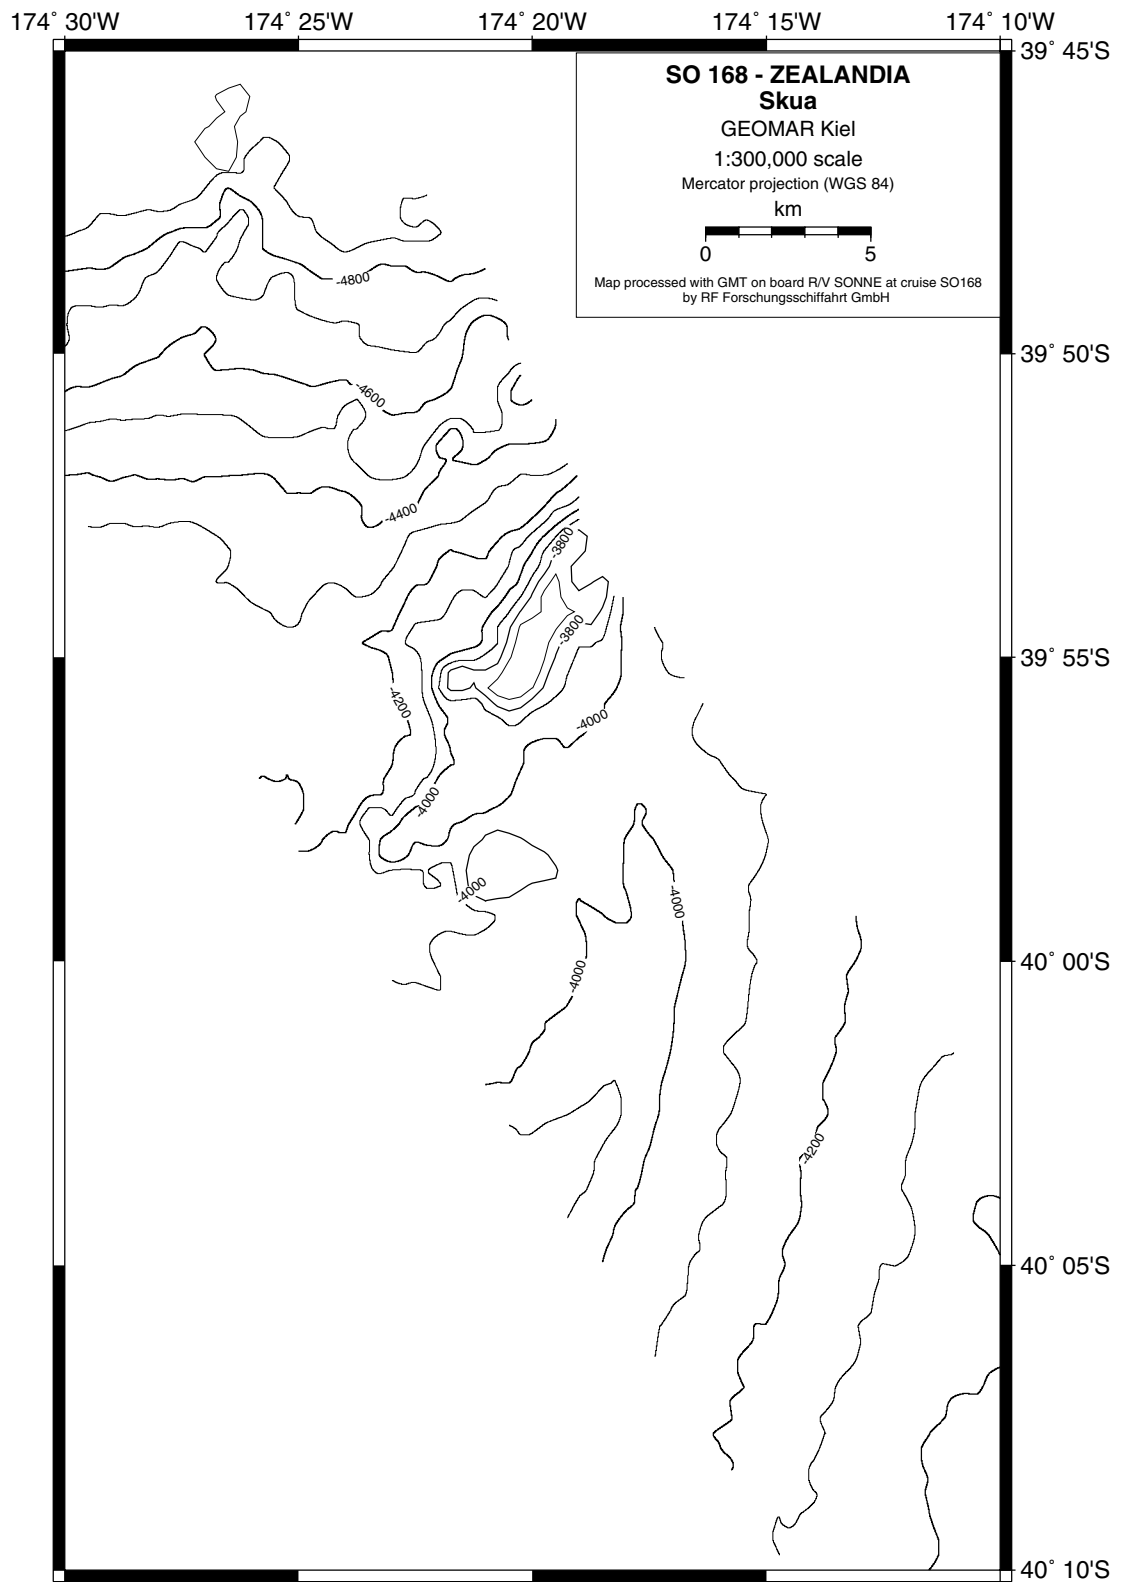 174° 30'W 174° 25'W 174° 20'W 174° 15'W 174° 10'W
39° 45'S
SO 168 - ZEALANDIA
Skua
GEOMAR Kiel
1:300,000 scale
Mercator projection (WGS 84)
km
0 5
Map processed with GMT on board R/V SONNE at cruise SO168
by RF Forschungsschiffahrt GmbH
-4800
39° 50'S
-4600
-4400
-3800
-3800
39° 55'S
-4200
-4000
-4000
-4000
-4000
40° 00'S
-4000
-4200
40° 05'S
40° 10'S